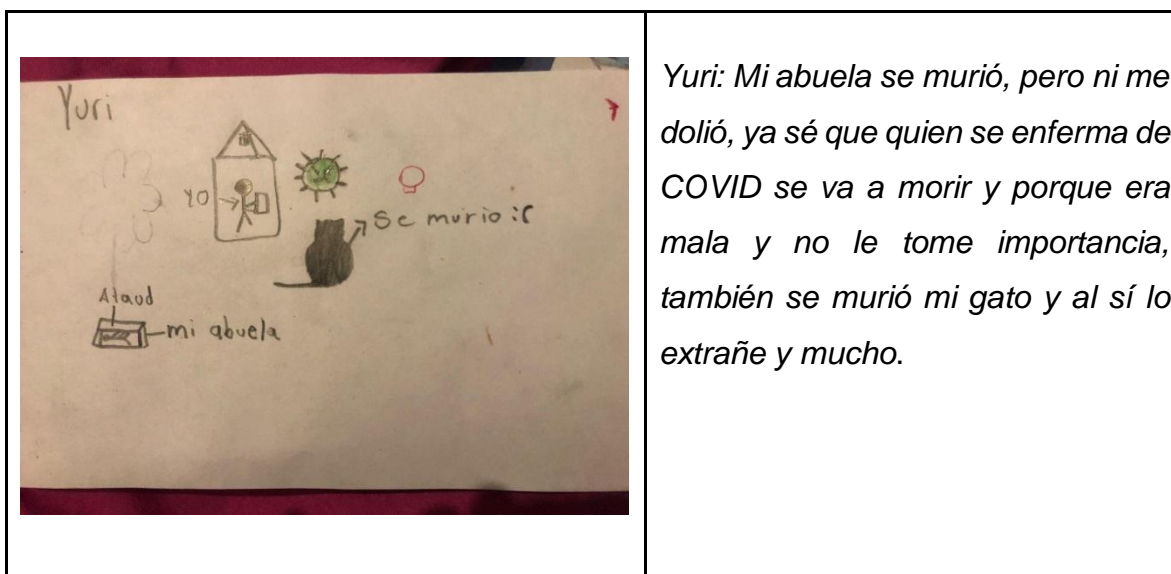 Yuri
YO
Se murio :(
Ataud
mi abuela
Yuri: Mi abuela se murió, pero ni me
dolió, ya sé que quien se enferma de
COVID se va a morir y porque era
mala y no le tome importancia,
también se murió mi gato y al sí lo
extrañe y mucho.